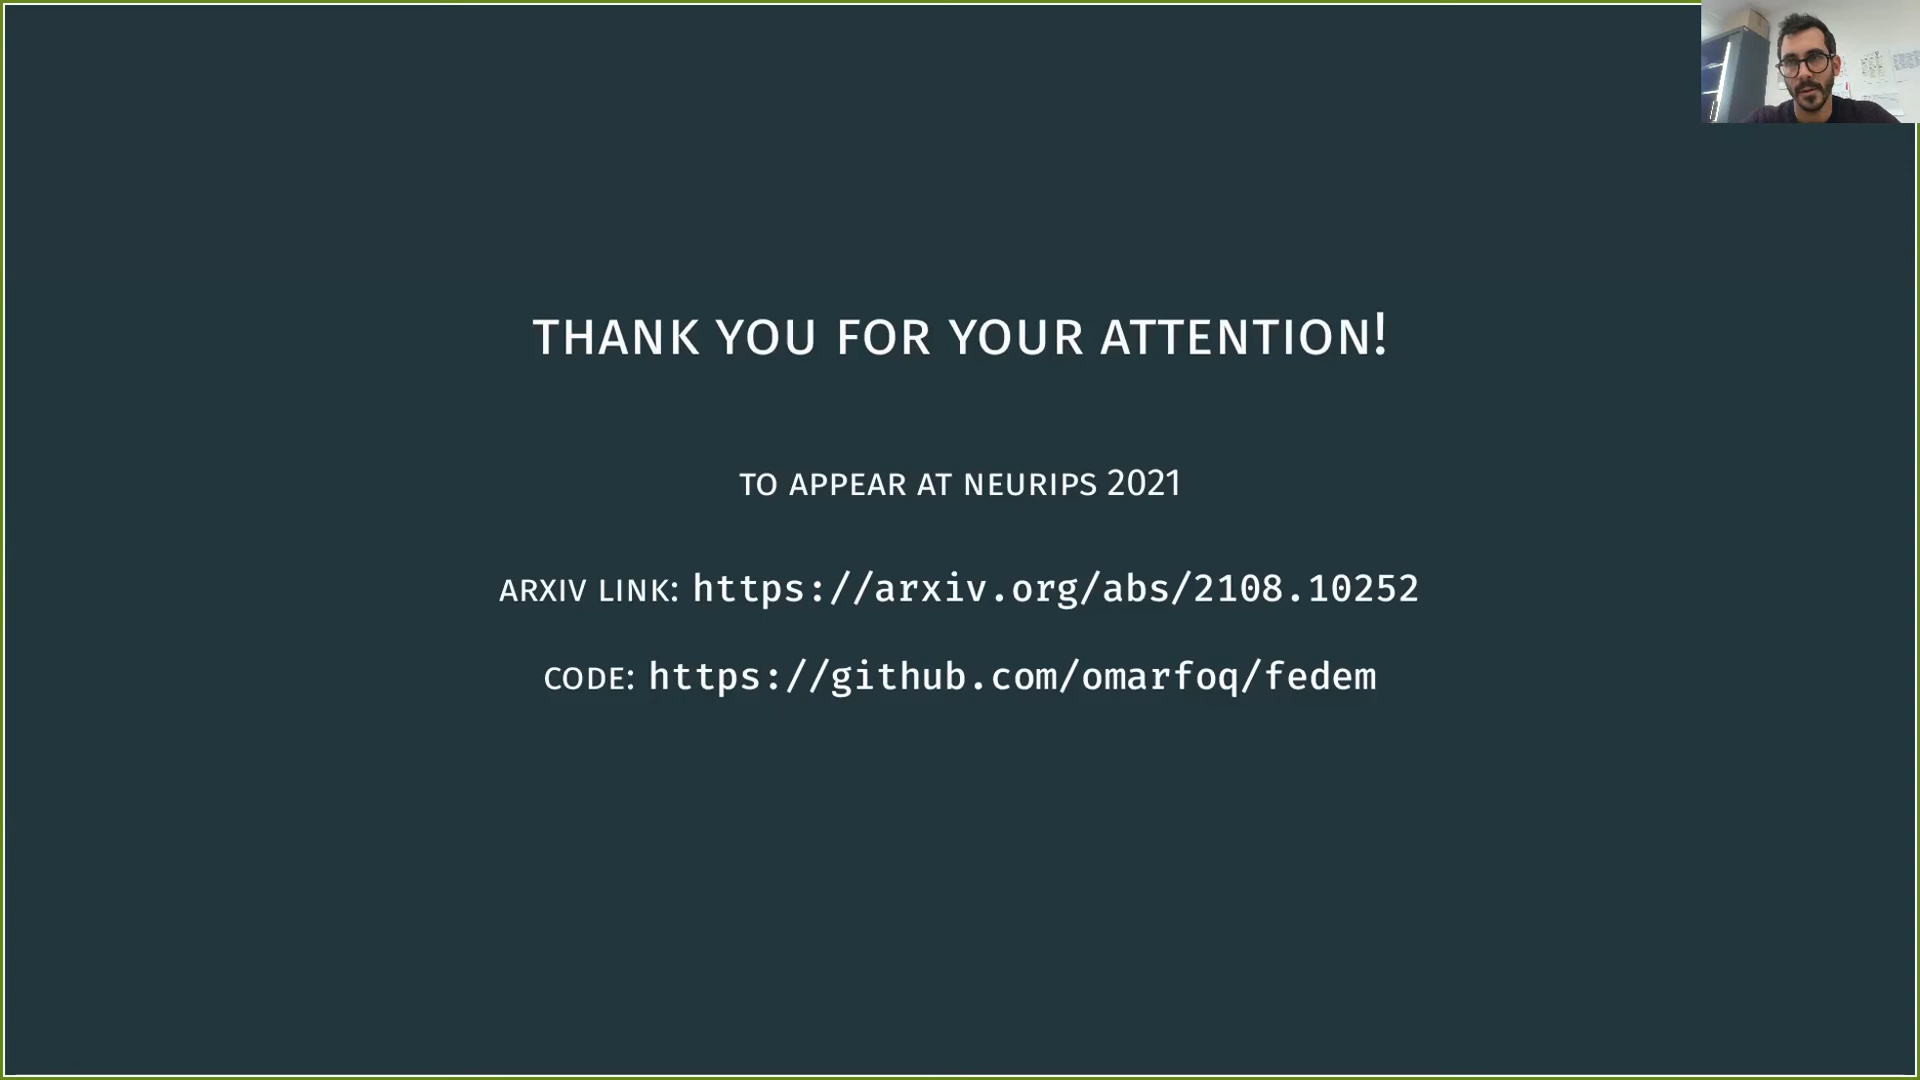 THANK YOU FOR YOUR ATTENTION!
TO APPEAR AT NEURIPS 2021
ARXIV LINK: https://arxiv.org/abs/2108.10252
CODE: https://github.com/omarfoq/fedem